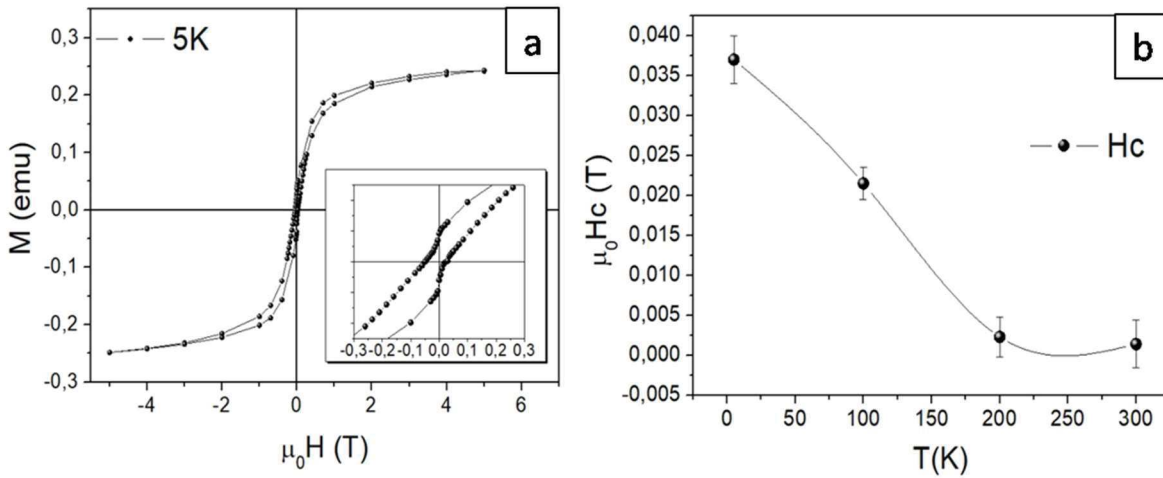 a
5K
0,3
0,2
0,1
0,0
-0,1
-0,2
-0,3
M (emu)
-4 -2 0 2 4 6
μ₀H (T)
-0,3 -0,2 -0,1 0,0 0,1 0,2 0,3
b
Hc
0,040
0,035
0,030
0,025
0,020
0,015
0,010
0,005
0,000
-0,005
μ₀Hc (T)
0 50 100 150 200 250 300
T(K)